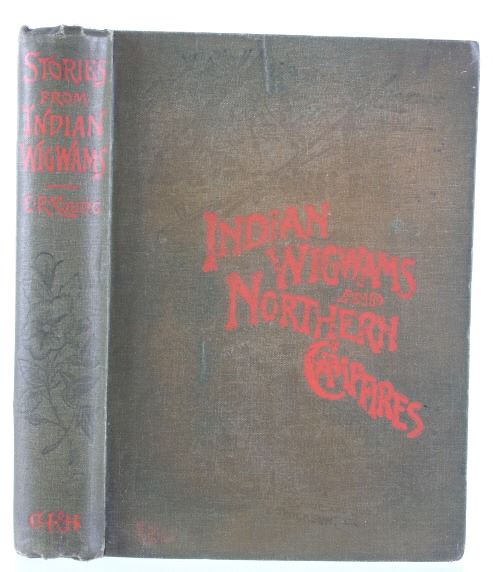 STORIES
FROM
INDIAN
WIGWAMS
E.R. YOUNG
INDIAN
WIGWAMS
AND
NORTHERN
CAMPFIRES